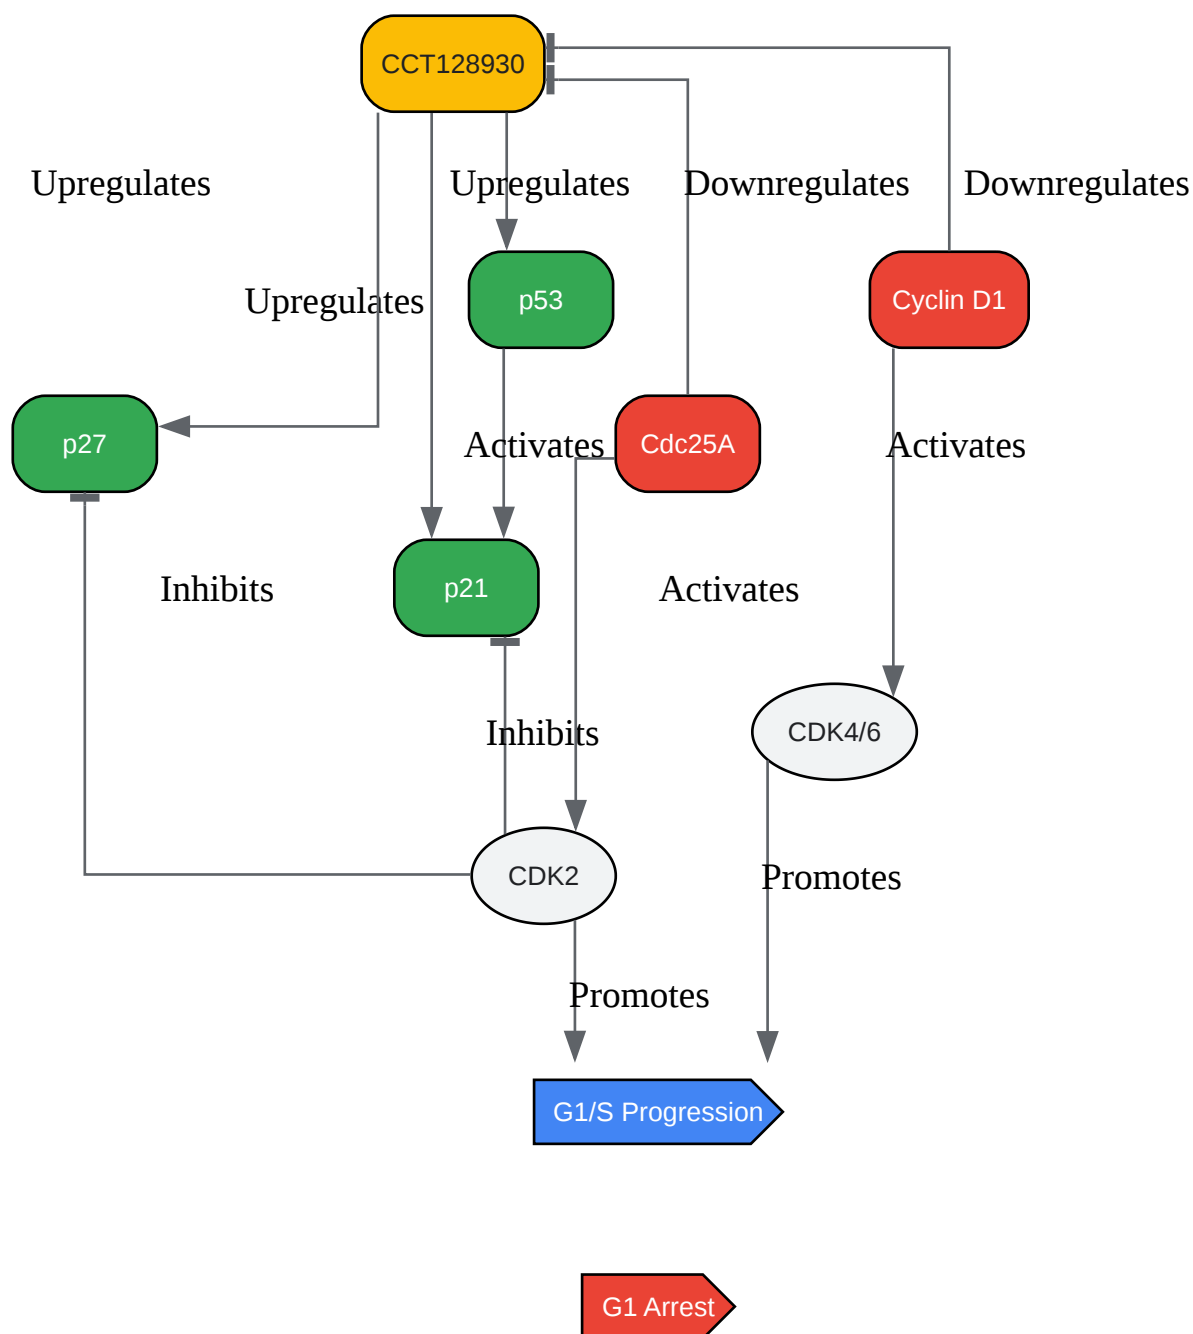 CCT128930
Upregulates
Upregulates
Downregulates
Downregulates
Upregulates
p53
Cyclin D1
p27
Activates
Cdc25A
Activates
Inhibits
p21
Activates
Inhibits
CDK4/6
CDK2
Promotes
Promotes
G1/S Progression
G1 Arrest